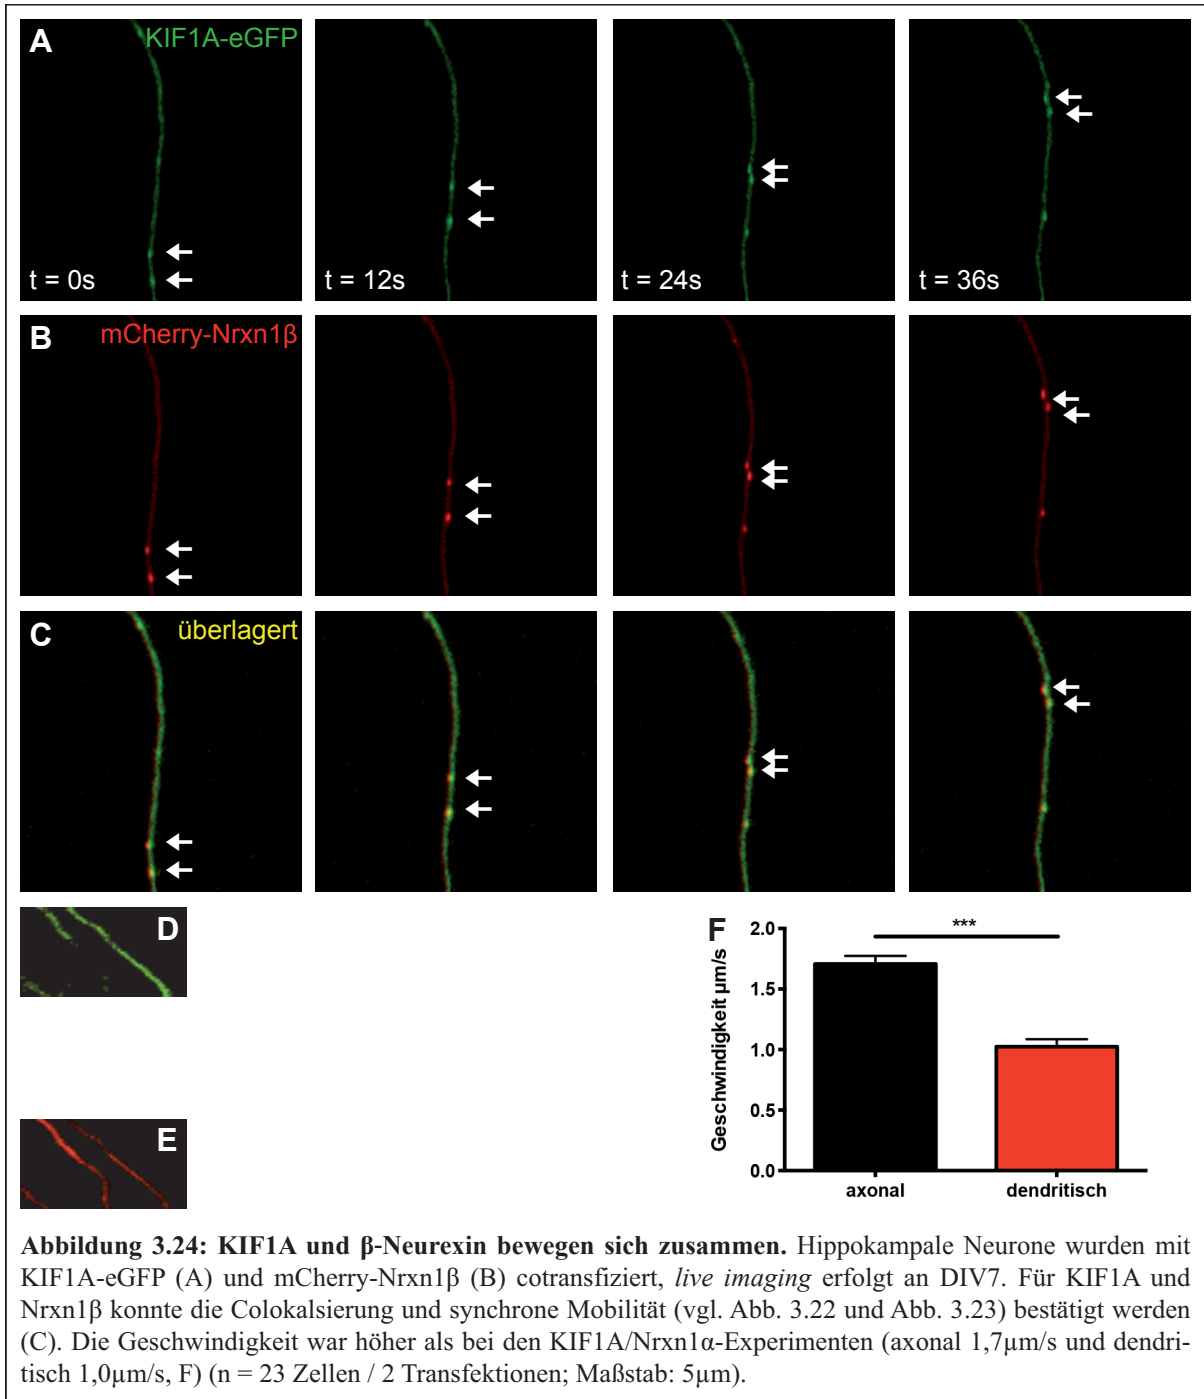 A
KIF1A-eGFP
t = 0s
t = 12s
t = 24s
t = 36s
B
mCherry-Nrxn1β
C
überlagert
D
E
F
Geschwindigkeit µm/s
2.0
1.5
1.0
0.5
0.0
***
axonal
dendritisch
Abbildung 3.24: KIF1A und β-Neurexin bewegen sich zusammen. Hippokampale Neurone wurden mit
KIF1A-eGFP (A) und mCherry-Nrxn1β (B) cotransfiziert, live imaging erfolgt an DIV7. Für KIF1A und
Nrxn1β konnte die Colokalsierung und synchrone Mobilität (vgl. Abb. 3.22 und Abb. 3.23) bestätigt werden
(C). Die Geschwindigkeit war höher als bei den KIF1A/Nrxn1α-Experimenten (axonal 1,7µm/s und dendri-
tisch 1,0µm/s, F) (n = 23 Zellen / 2 Transfektionen; Maßstab: 5µm).